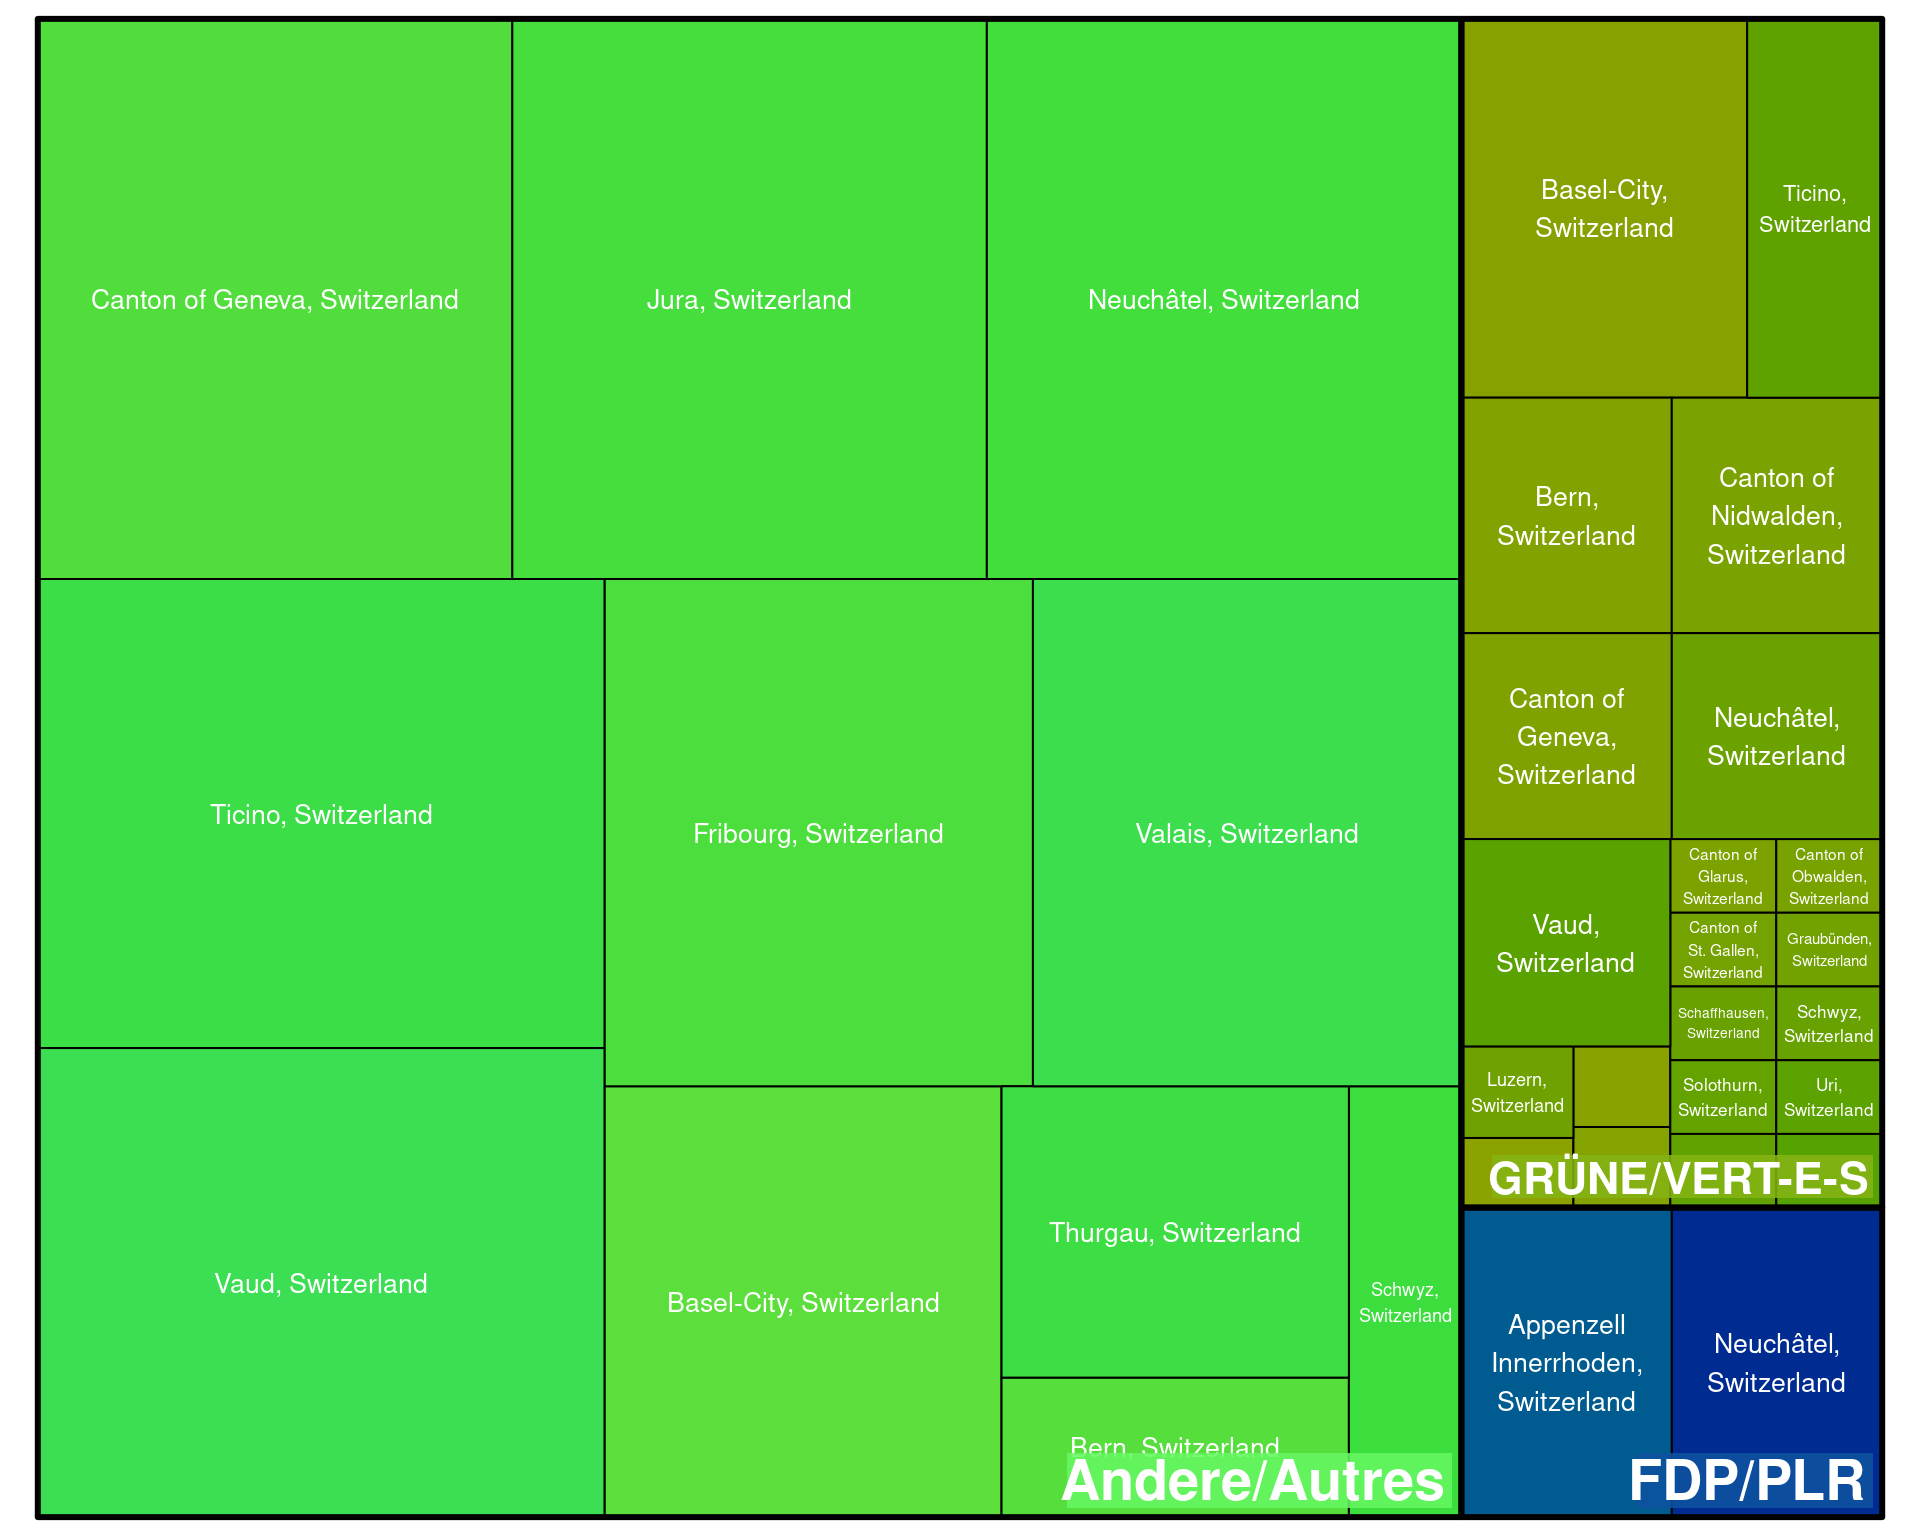 Canton of Geneva, Switzerland
Jura, Switzerland
Neuchâtel, Switzerland
Ticino, Switzerland
Fribourg, Switzerland
Valais, Switzerland
Vaud, Switzerland
Basel-City, Switzerland
Thurgau, Switzerland
Schwyz,
Switzerland
Bern, Switzerland
Andere/Autres
Basel-City,
Switzerland
Ticino,
Switzerland
Bern,
Switzerland
Canton of
Nidwalden,
Switzerland
Canton of
Geneva,
Switzerland
Neuchâtel,
Switzerland
Vaud,
Switzerland
Canton of
Glarus,
Switzerland
Canton of
Obwalden,
Switzerland
Canton of
St. Gallen,
Switzerland
Graubünden,
Switzerland
Schaffhausen,
Switzerland
Schwyz,
Switzerland
Luzern,
Switzerland
Solothurn,
Switzerland
Uri,
Switzerland
GRÜNE/VERT-E-S
Appenzell
Innerrhoden,
Switzerland
Neuchâtel,
Switzerland
FDP/PLR